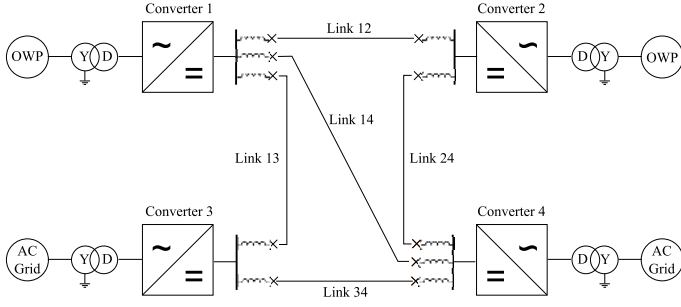 Converter 1
Converter 2
Link 12
OWP
Y
D
~
=
~
=
D
Y
OWP
Link 14
Link 13
Link 24
Converter 3
Converter 4
AC
Grid
Y
D
~
=
~
=
D
Y
AC
Grid
Link 34